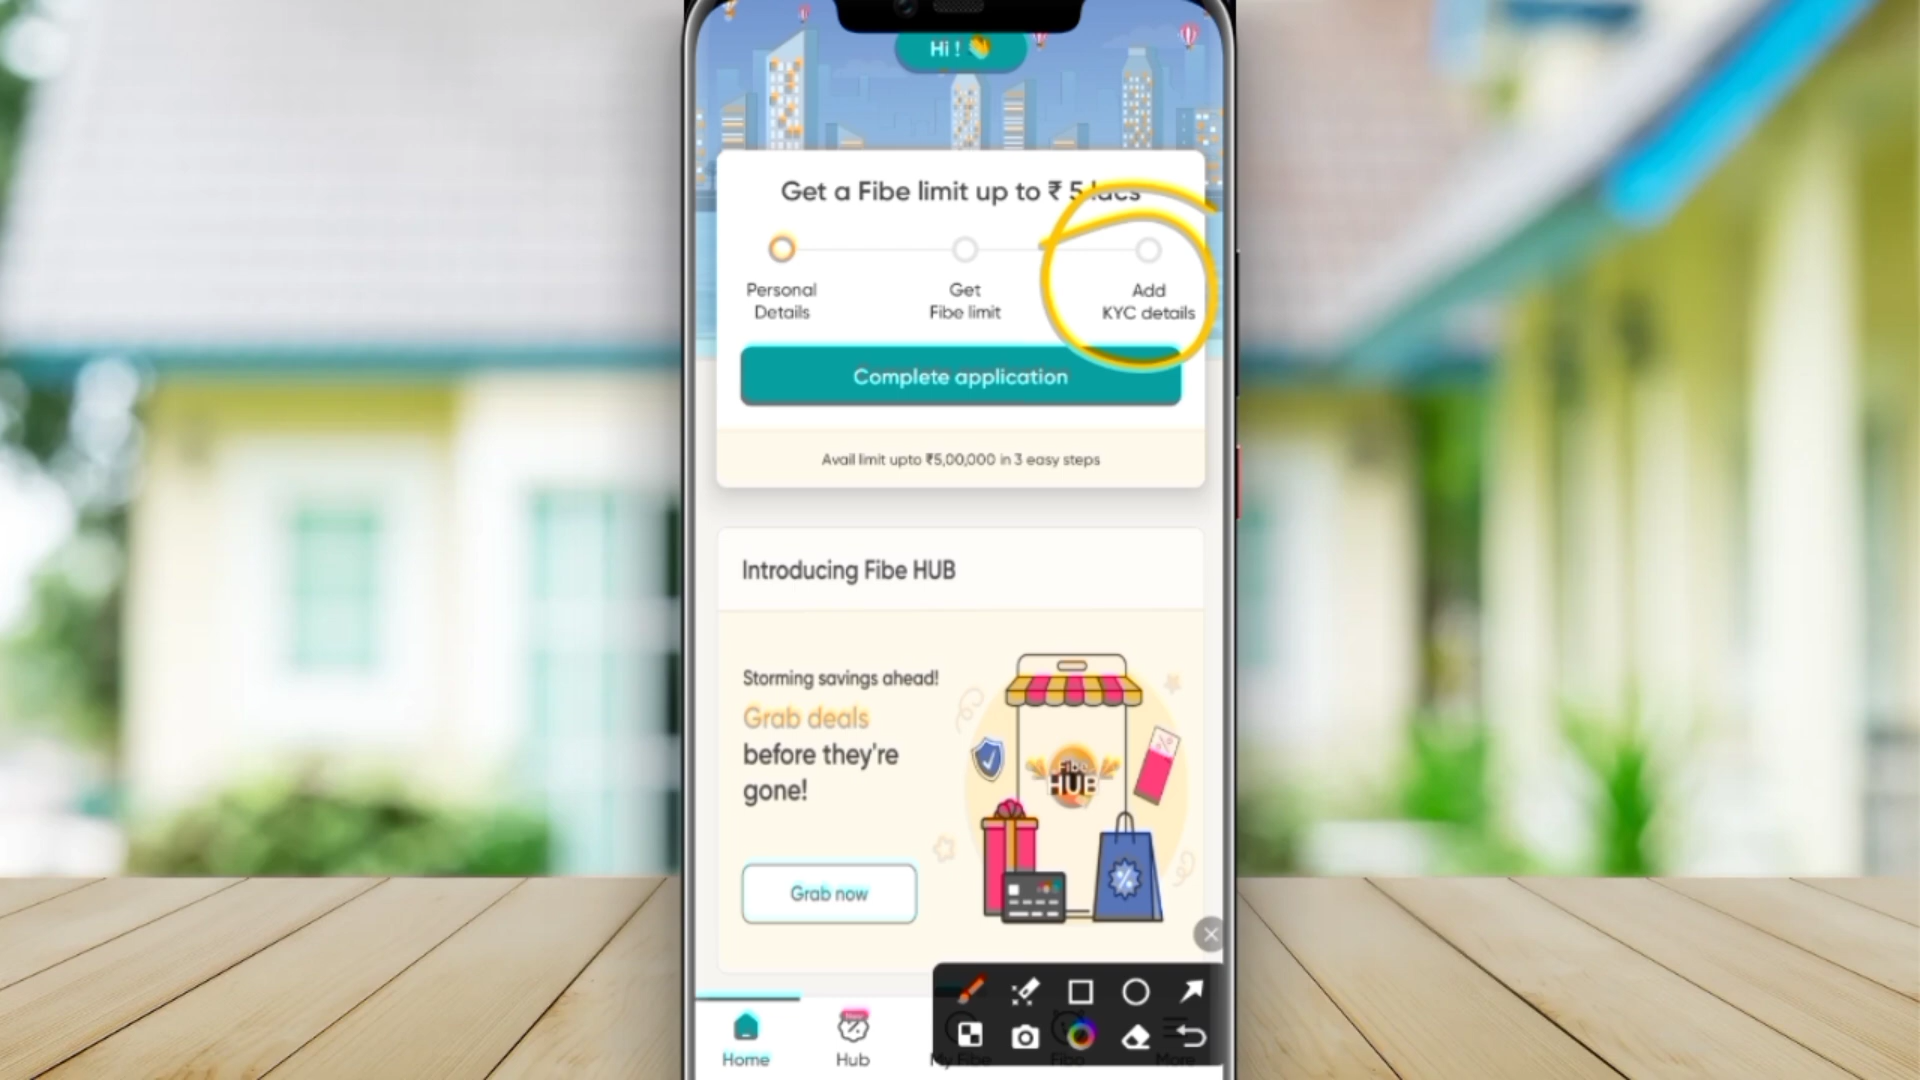 Hi !
Get a Fibe limit up to ₹ 5 lacs
Personal
Details
Get
Fibe limit
Add
KYC details
Complete application
Avail limit upto ₹5,00,000 in 3 easy steps
Introducing Fibe HUB
Storming savings ahead!
Grab deals
before they're
gone!
Fibe
HUB
Grab now
Home
Hub
My Fibe
Fibo
More